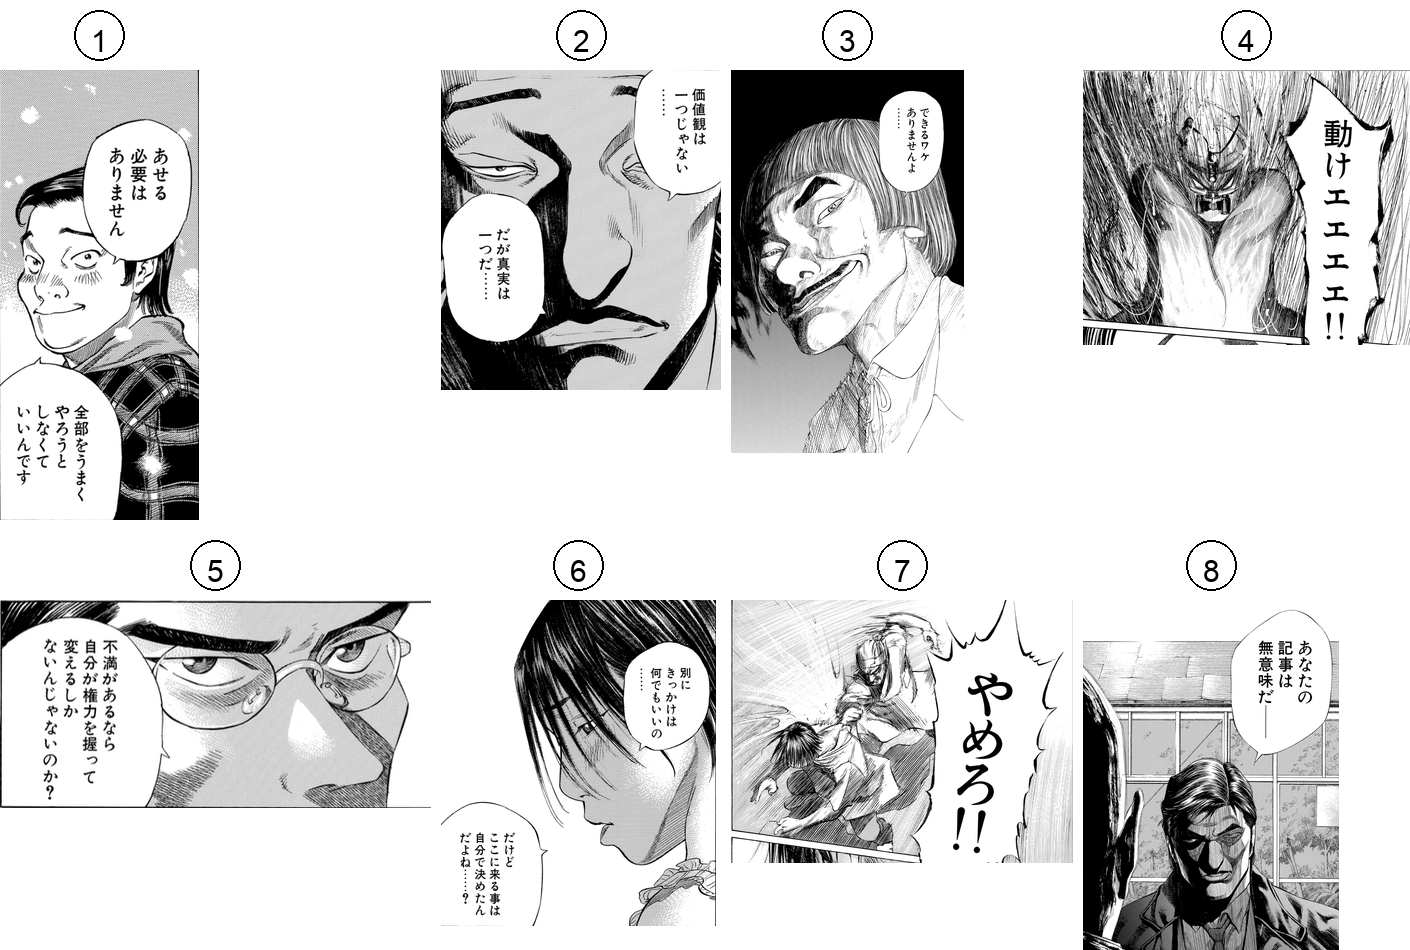 1
あせる
必要は
ありません
全部をうまく
やろうと
しなくて
いいんです
2
価値観は
一つじゃない
……
だが真実は
一つだ……
3
できるワケ
ありませんよ
……
4
動けェェェェ!!
5
不満があるなら
自分が権力を握って
変えるしか
ないんじゃないのか?
6
別に
きっかけは
何でもいいの
……
だけど
ここに来る事は
自分で決めたん
だよね……?
7
やめろ!!
8
あなたの
記事は
無意味だ――